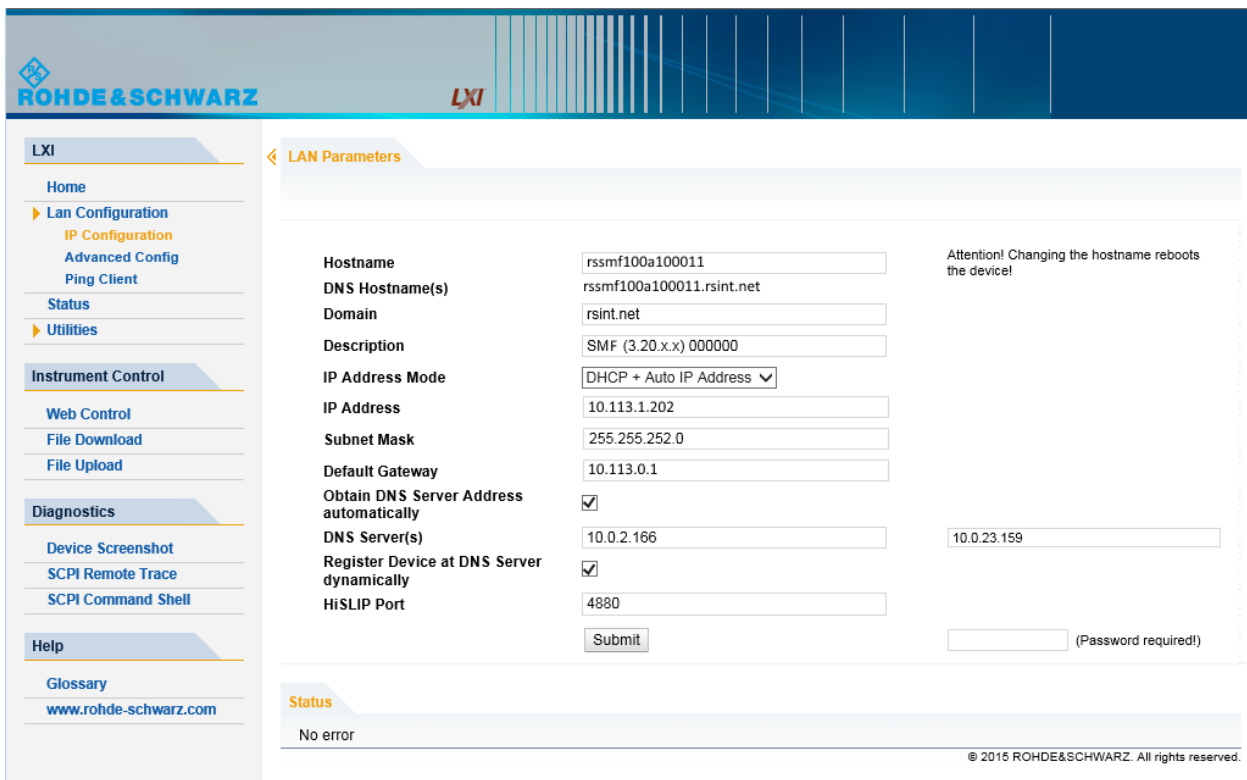 R&S
ROHDE&SCHWARZ
LXI
LXI
Home
Lan Configuration
IP Configuration
Advanced Config
Ping Client
Status
Utilities
Instrument Control
Web Control
File Download
File Upload
Diagnostics
Device Screenshot
SCPI Remote Trace
SCPI Command Shell
Help
Glossary
www.rohde-schwarz.com
LAN Parameters
Hostname rssmf100a100011 Attention! Changing the hostname reboots
the device!
DNS Hostname(s) rssmf100a100011.rsint.net
Domain rsint.net
Description SMF (3.20.x.x) 000000
IP Address Mode DHCP + Auto IP Address
IP Address 10.113.1.202
Subnet Mask 255.255.252.0
Default Gateway 10.113.0.1
Obtain DNS Server Address
automatically
DNS Server(s) 10.0.2.166 10.0.23.159
Register Device at DNS Server
dynamically
HiSLIP Port 4880
Submit (Password required!)
Status
No error
© 2015 ROHDE&SCHWARZ. All rights reserved.